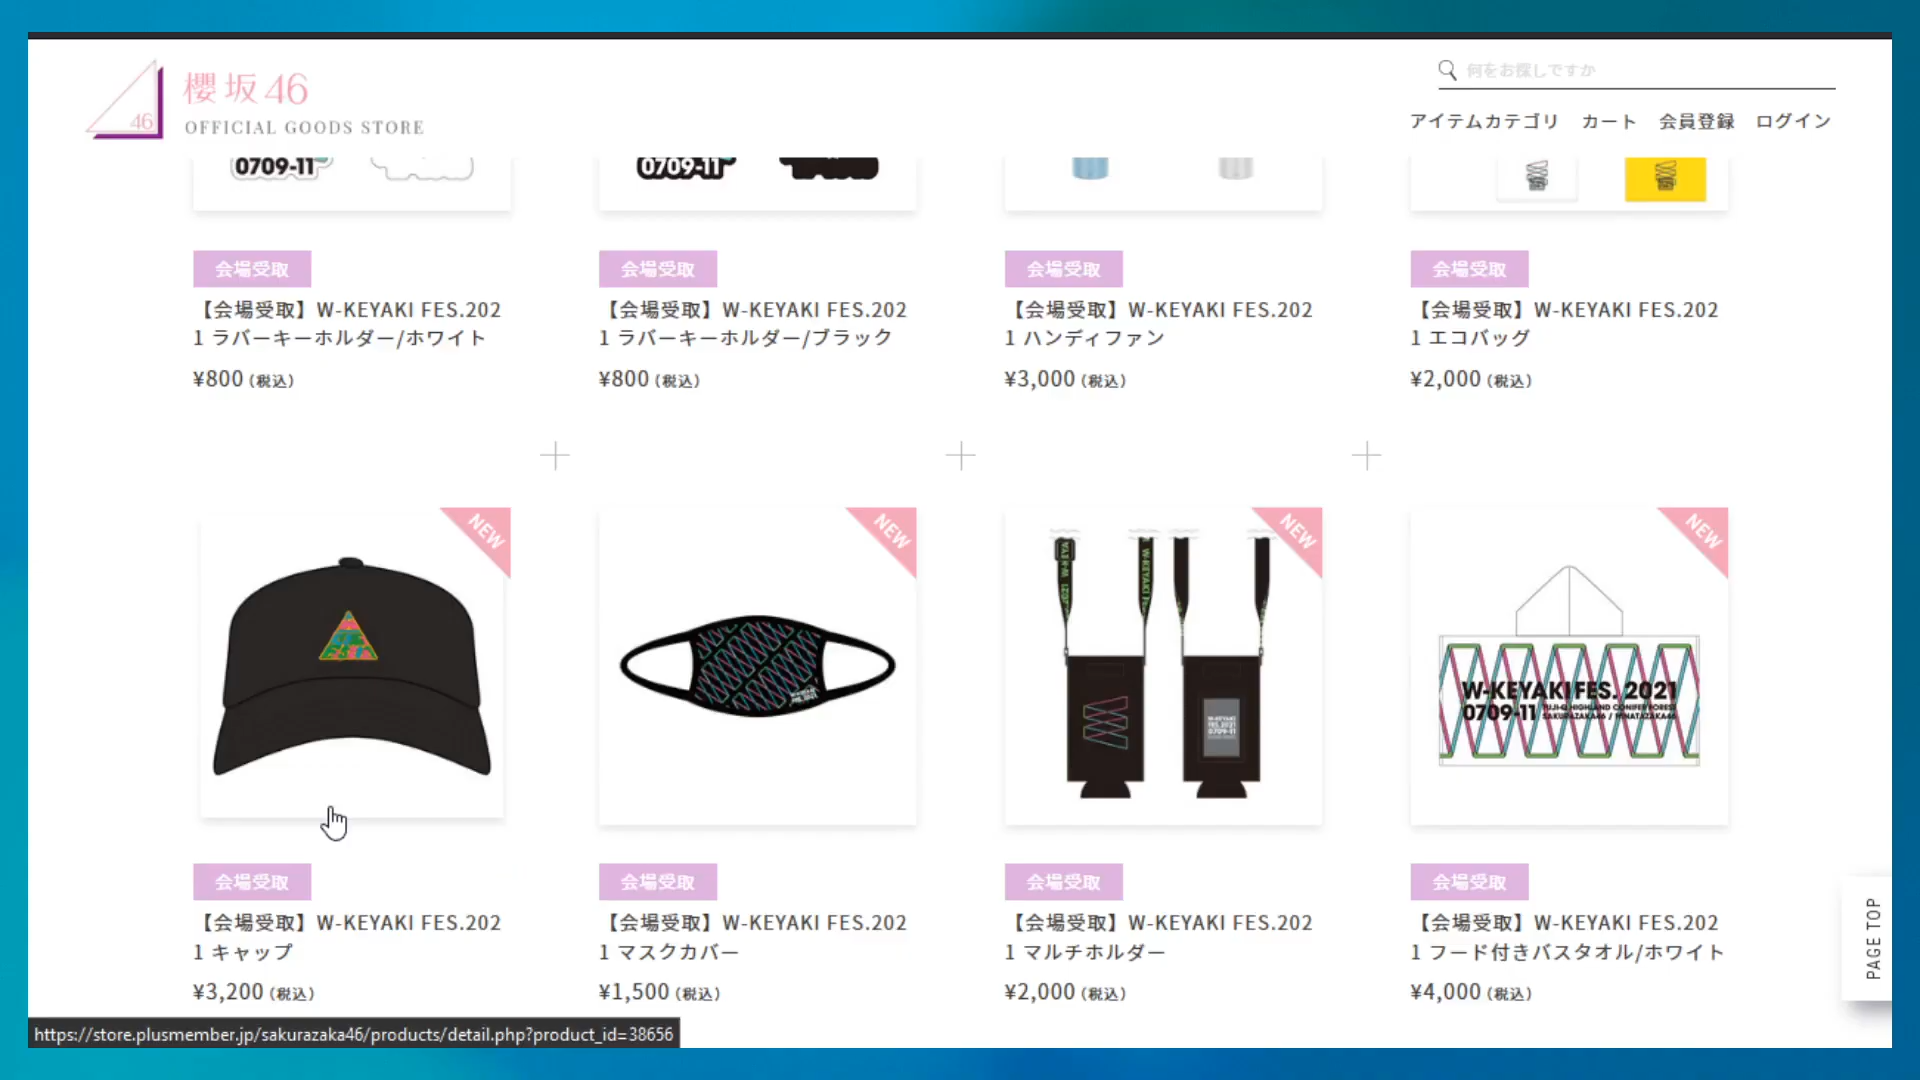 46
櫻坂46
OFFICIAL GOODS STORE
何をお探しですか
アイテムカテゴリ カート 会員登録 ログイン
0709-11
0709-11
会場受取
会場受取
会場受取
会場受取
【会場受取】W-KEYAKI FES.202
1 ラバーキーホルダー/ホワイト
¥800 (税込)
【会場受取】W-KEYAKI FES.202
1 ラバーキーホルダー/ブラック
¥800 (税込)
【会場受取】W-KEYAKI FES.202
1 ハンディファン
¥3,000 (税込)
【会場受取】W-KEYAKI FES.202
1 エコバッグ
¥2,000 (税込)
NEW
NEW
NEW
NEW
W-KEYAKI FES. 2021
0709-11 FUJI-Q HIGHLAND CONIFER FOREST
SAKURAZAKA46 / HINATAZAKA46
W-KEYAKI
FES. 2021
0709-11
会場受取
会場受取
会場受取
会場受取
【会場受取】W-KEYAKI FES.202
1 キャップ
¥3,200 (税込)
【会場受取】W-KEYAKI FES.202
1 マスクカバー
¥1,500 (税込)
【会場受取】W-KEYAKI FES.202
1 マルチホルダー
¥2,000 (税込)
【会場受取】W-KEYAKI FES.202
1 フード付きバスタオル/ホワイト
¥4,000 (税込)
PAGE TOP
https://store.plusmember.jp/sakurazaka46/products/detail.php?product_id=38656